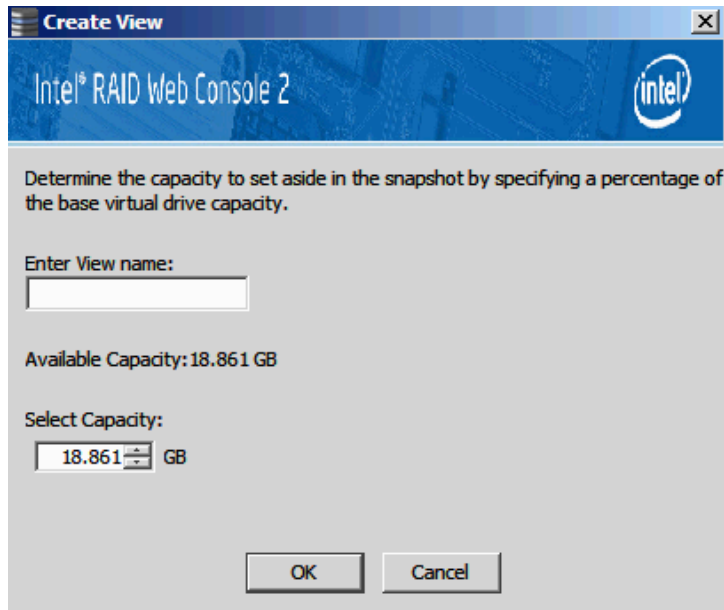 Create View
Intel® RAID Web Console 2
intel
Determine the capacity to set aside in the snapshot by specifying a percentage of
the base virtual drive capacity.
Enter View name:
Available Capacity:18.861 GB
Select Capacity:
18.861 GB
OK Cancel